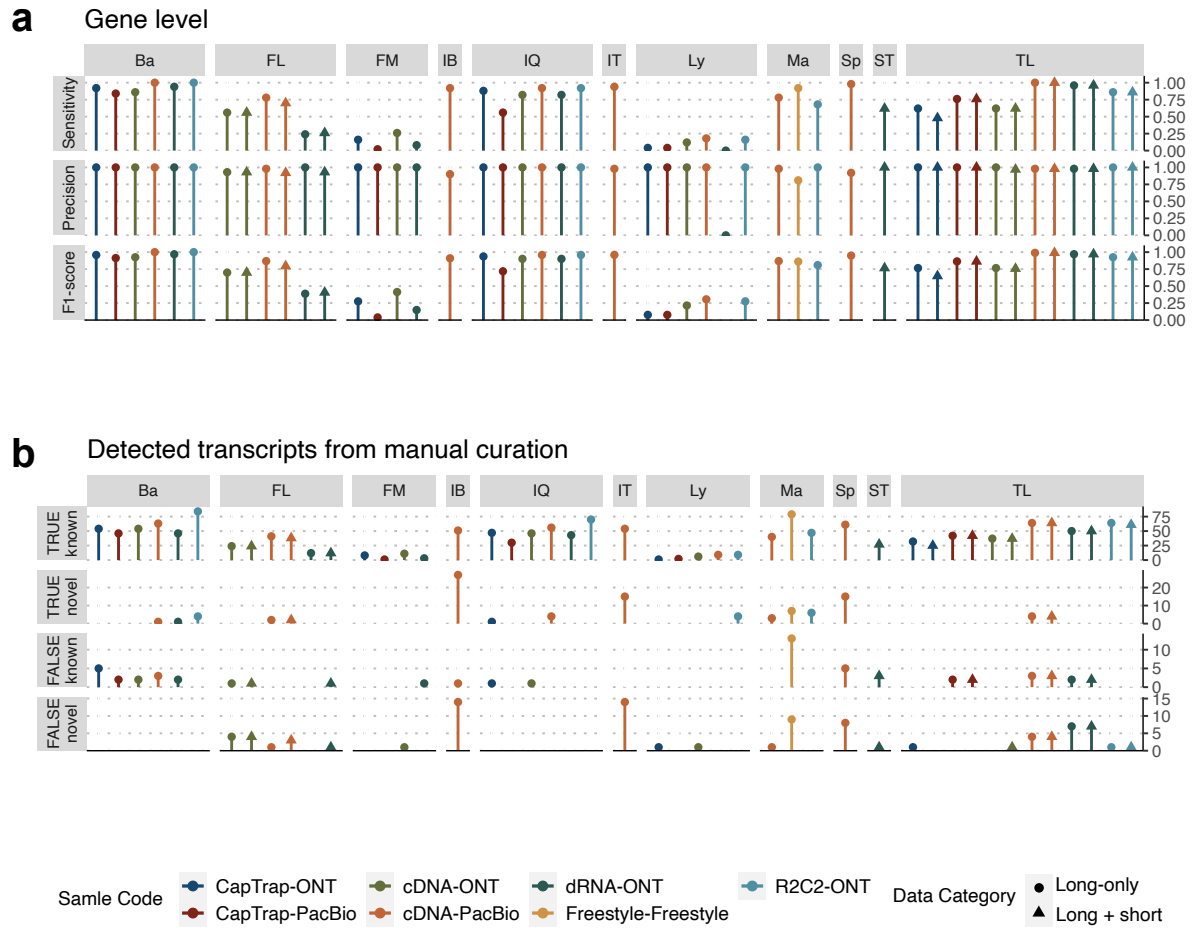 a Gene level
Ba FL FM IB IQ IT Ly Ma Sp ST TL
Sensitivity
1.00
0.75
0.50
0.25
0.00
Precision
1.00
0.75
0.50
0.25
0.00
F1-score
1.00
0.75
0.50
0.25
0.00
b Detected transcripts from manual curation
Ba FL FM IB IQ IT Ly Ma Sp ST TL
TRUE
known
75
50
25
0
TRUE
novel
20
10
0
FALSE
known
10
5
0
FALSE
novel
15
10
5
0
Samle Code
CapTrap-ONT cDNA-ONT dRNA-ONT R2C2-ONT
CapTrap-PacBio cDNA-PacBio Freestyle-Freestyle
Data Category
Long-only
Long + short